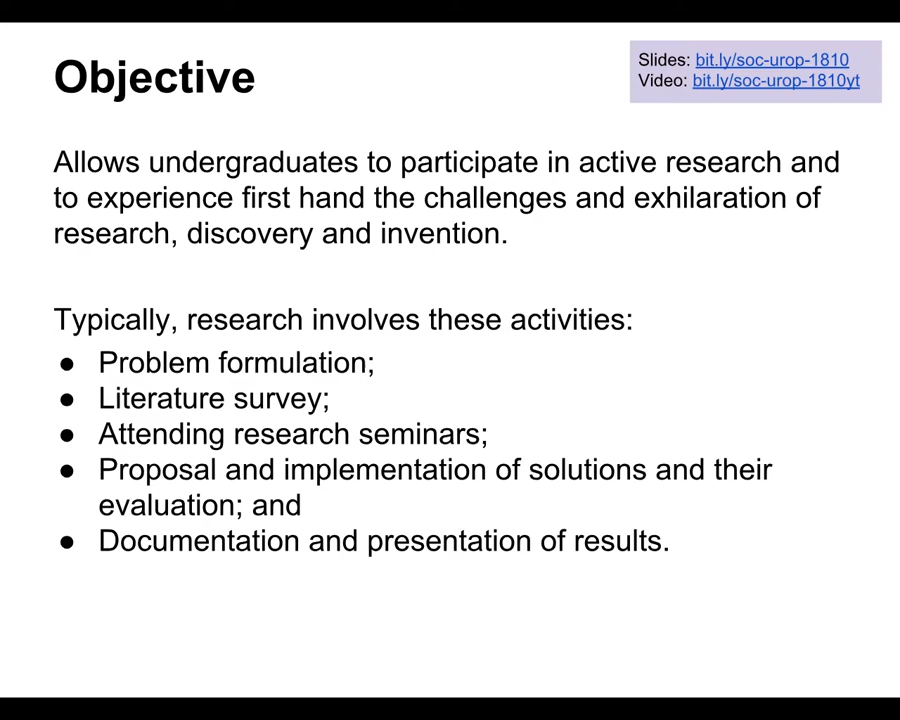 Objective
Slides: bit.ly/soc-urop-1810
Video: bit.ly/soc-urop-1810yt
Allows undergraduates to participate in active research and
to experience first hand the challenges and exhilaration of
research, discovery and invention.
Typically, research involves these activities:
● Problem formulation;
● Literature survey;
● Attending research seminars;
● Proposal and implementation of solutions and their
evaluation; and
● Documentation and presentation of results.